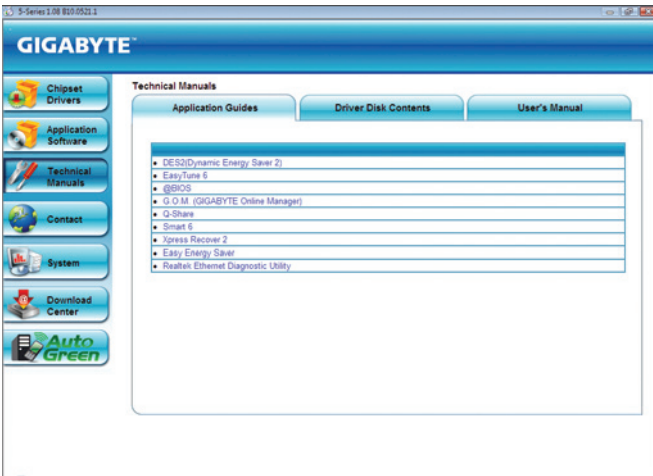 5-Series 1.08 B10.0521.1
GIGABYTE™
Chipset
Drivers
Application
Software
Technical
Manuals
Contact
System
Download
Center
Auto
Green
Technical Manuals
Application Guides
Driver Disk Contents
User's Manual
DES2(Dynamic Energy Saver 2)
EasyTune 6
@BIOS
G.O.M. (GIGABYTE Online Manager)
Q-Share
Smart 6
Xpress Recover 2
Easy Energy Saver
Realtek Ethernet Diagnostic Utility